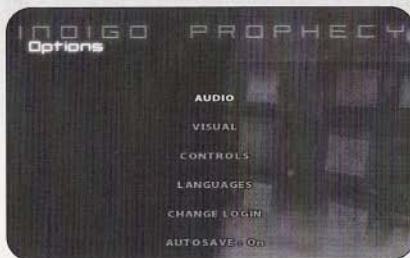 INDIGO PROPHECY
Options
AUDIO
VISUAL
CONTROLS
LANGUAGES
CHANGE LOGIN
AUTOSAVE : On